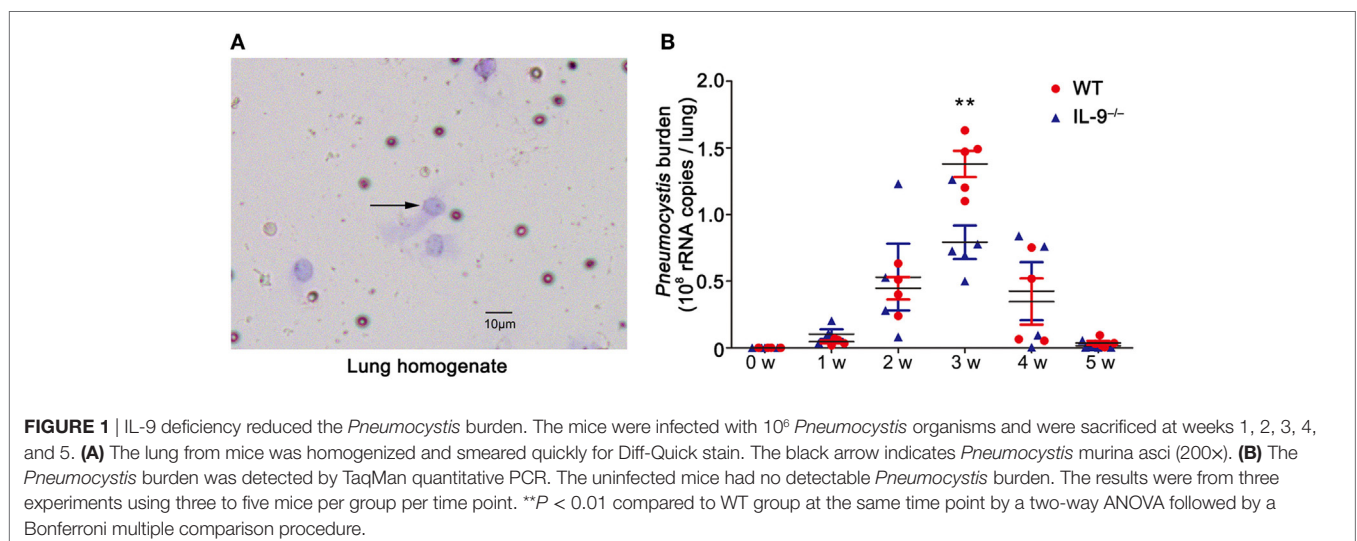 A
10µm
Lung homogenate
B
Pneumocystis burden
(10⁸ rRNA copies / lung)
2.0
1.5
1.0
0.5
0
0 w 1 w 2 w 3 w 4 w 5 w
**
WT
IL-9⁻/⁻
FIGURE 1 | IL-9 deficiency reduced the Pneumocystis burden. The mice were infected with 10⁶ Pneumocystis organisms and were sacrificed at weeks 1, 2, 3, 4,
and 5. (A) The lung from mice was homogenized and smeared quickly for Diff-Quick stain. The black arrow indicates Pneumocystis murina asci (200×). (B) The
Pneumocystis burden was detected by TaqMan quantitative PCR. The uninfected mice had no detectable Pneumocystis burden. The results were from three
experiments using three to five mice per group per time point. **P < 0.01 compared to WT group at the same time point by a two-way ANOVA followed by a
Bonferroni multiple comparison procedure.